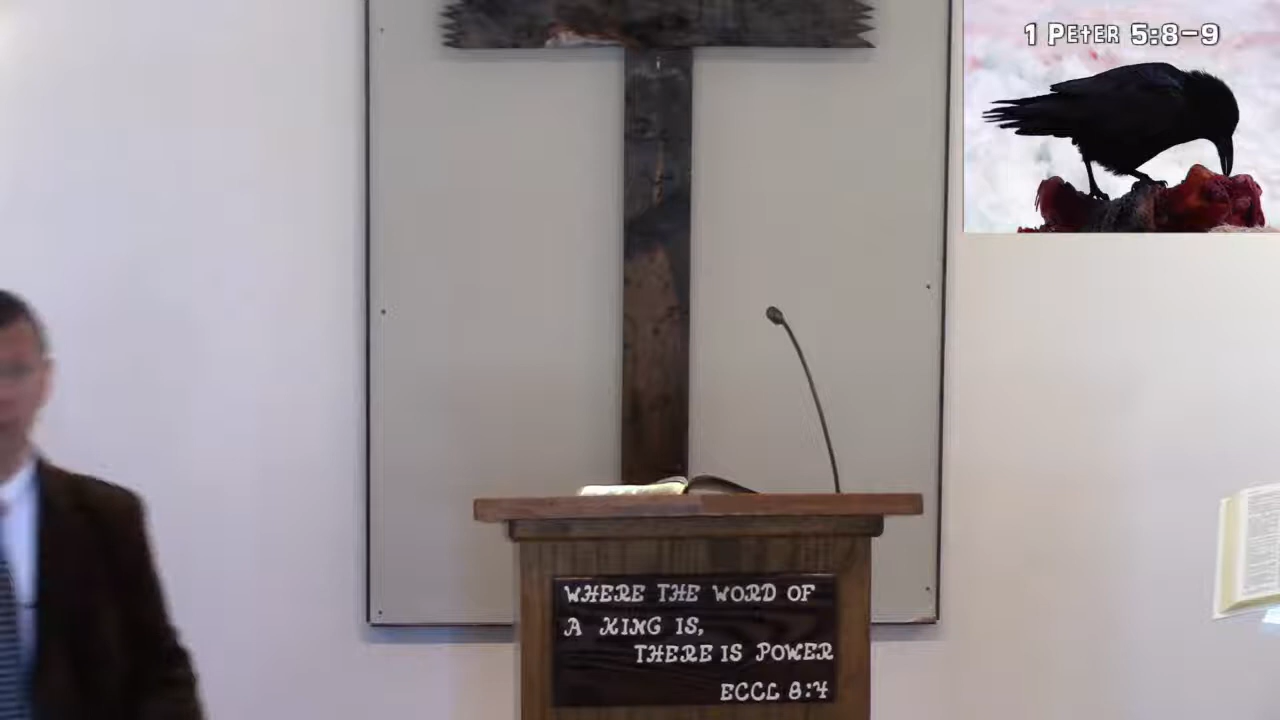 1 Peter 5:8-9
WHERE THE WORD OF
A KING IS,
THERE IS POWER
ECCL 8:4